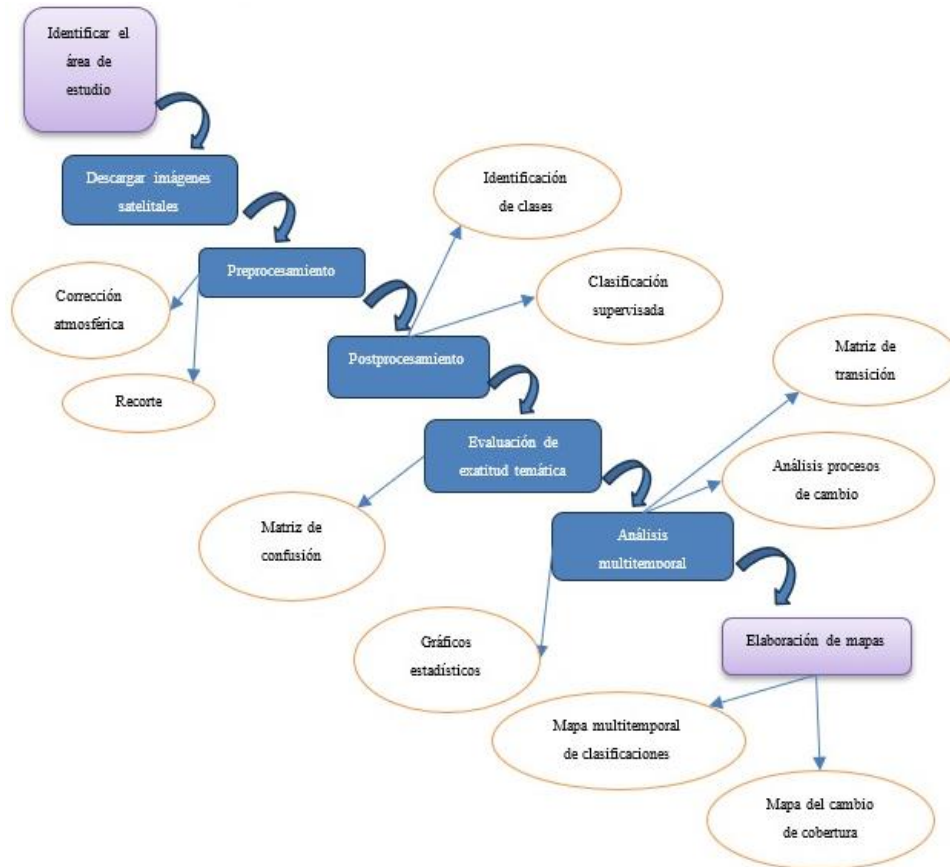 Identificar el
área de
estudio
Descargar imágenes
satelitales
Identificación
de clases
Preprocesamiento
Corrección
atmosférica
Clasificación
supervisada
Recorte
Postprocesamiento
Matriz de
transición
Evaluación de
exatitud temática
Análisis procesos
de cambio
Matriz de
confusión
Análisis
multitemporal
Gráficos
estadísticos
Elaboración de mapas
Mapa multitemporal
de clasificaciones
Mapa del cambio
de cobertura